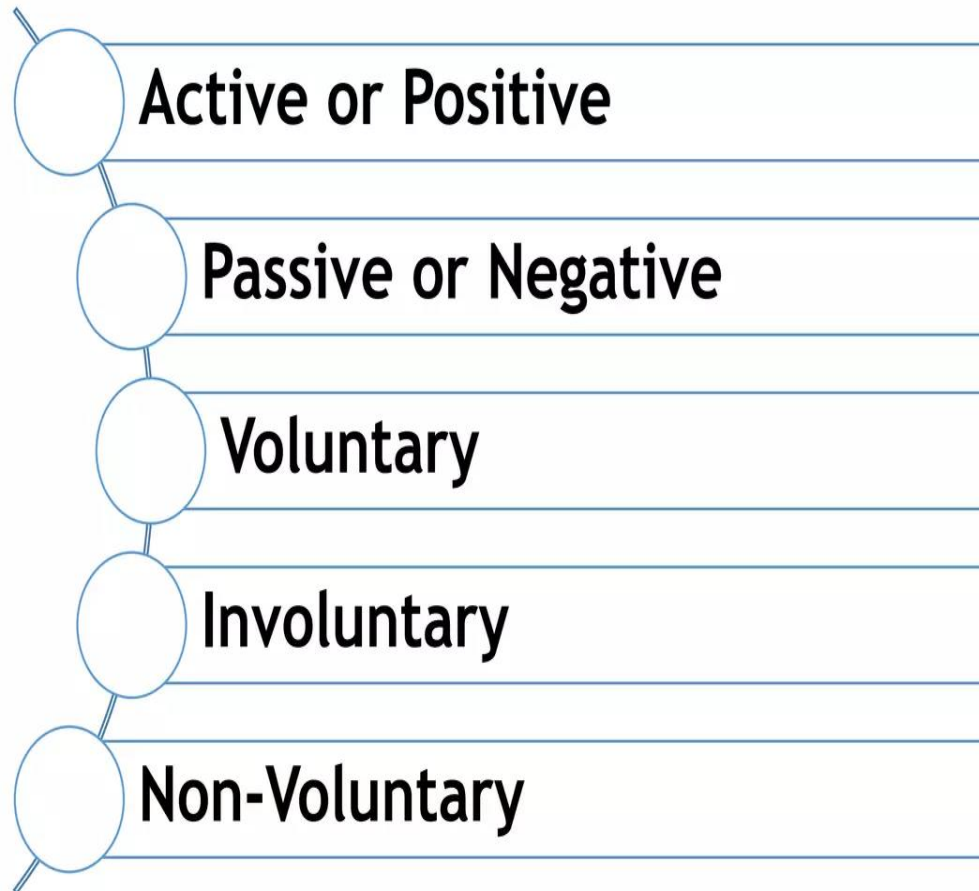 Active or Positive
Passive or Negative
Voluntary
Involuntary
Non-Voluntary